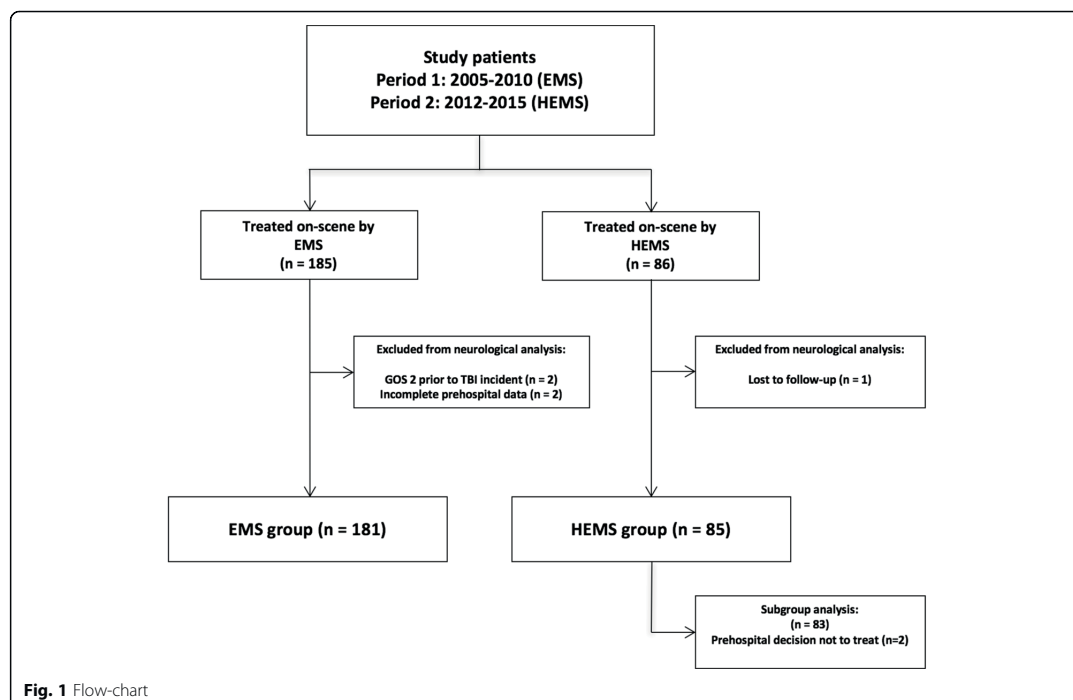 Study patients
Period 1: 2005-2010 (EMS)
Period 2: 2012-2015 (HEMS)
Treated on-scene by
EMS
(n = 185)
Treated on-scene by
HEMS
(n = 86)
Excluded from neurological analysis:
GOS 2 prior to TBI incident (n = 2)
Incomplete prehospital data (n = 2)
Excluded from neurological analysis:
Lost to follow-up (n = 1)
EMS group (n = 181)
HEMS group (n = 85)
Subgroup analysis:
(n = 83)
Prehospital decision not to treat (n=2)
Fig. 1 Flow-chart